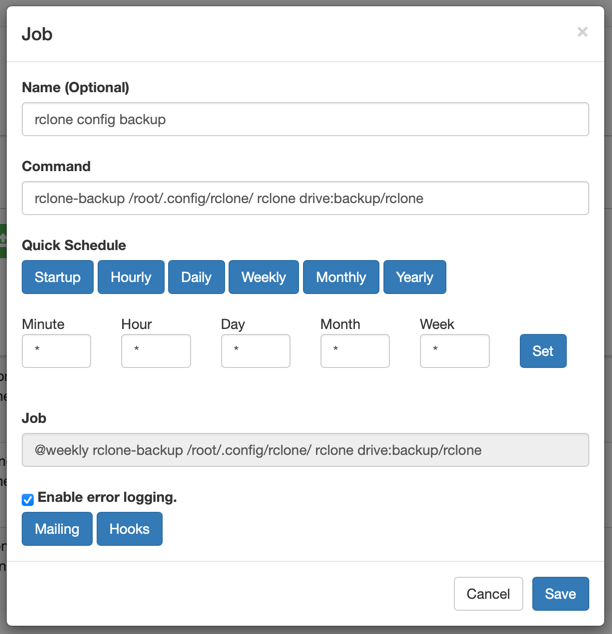 Job
×
Name (Optional)
rclone config backup
Command
rclone-backup /root/.config/rclone/ rclone drive:backup/rclone
Quick Schedule
Startup Hourly Daily Weekly Monthly Yearly
Minute Hour Day Month Week
* * * * * Set
Job
@weekly rclone-backup /root/.config/rclone/ rclone drive:backup/rclone
Enable error logging.
Mailing Hooks
Cancel Save